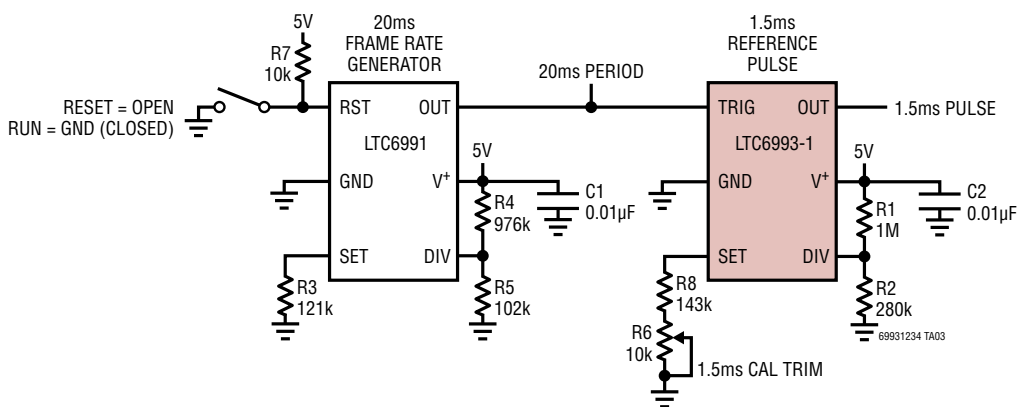 20ms
FRAME RATE
GENERATOR
1.5ms
REFERENCE
PULSE
5V
R7
10k
RESET = OPEN
RUN = GND (CLOSED)
RST
OUT
LTC6991
GND
V+
SET
DIV
20ms PERIOD
5V
R4
976k
C1
0.01µF
R3
121k
R5
102k
TRIG
OUT
LTC6993-1
GND
V+
SET
DIV
1.5ms PULSE
5V
R1
1M
C2
0.01µF
R8
143k
R6
10k
1.5ms CAL TRIM
R2
280k
69931234 TA03